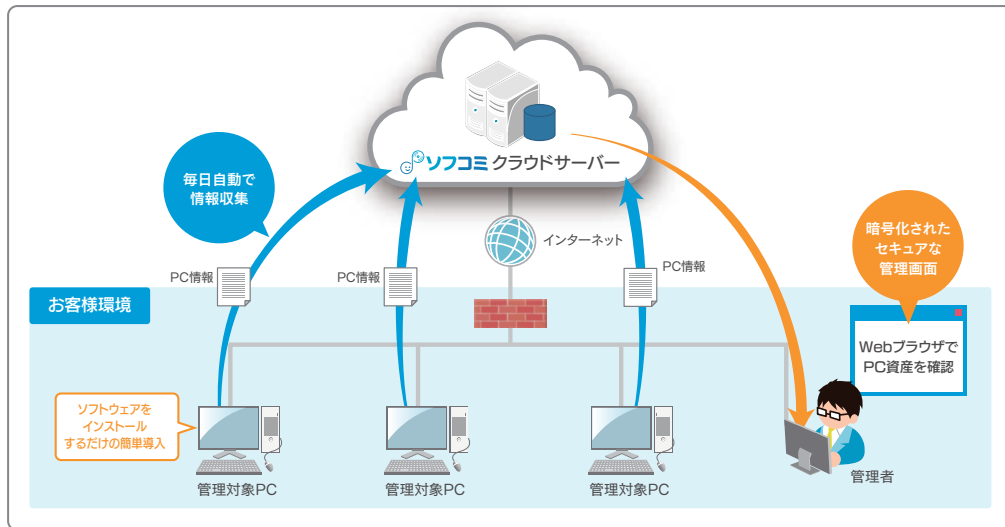 ソフコミ クラウドサーバー
毎日自動で
情報収集
インターネット
暗号化された
セキュアな
管理画面
PC情報
PC情報
PC情報
お客様環境
Webブラウザで
PC資産を確認
ソフトウェアを
インストール
するだけの簡単導入
管理対象PC
管理対象PC
管理対象PC
管理者